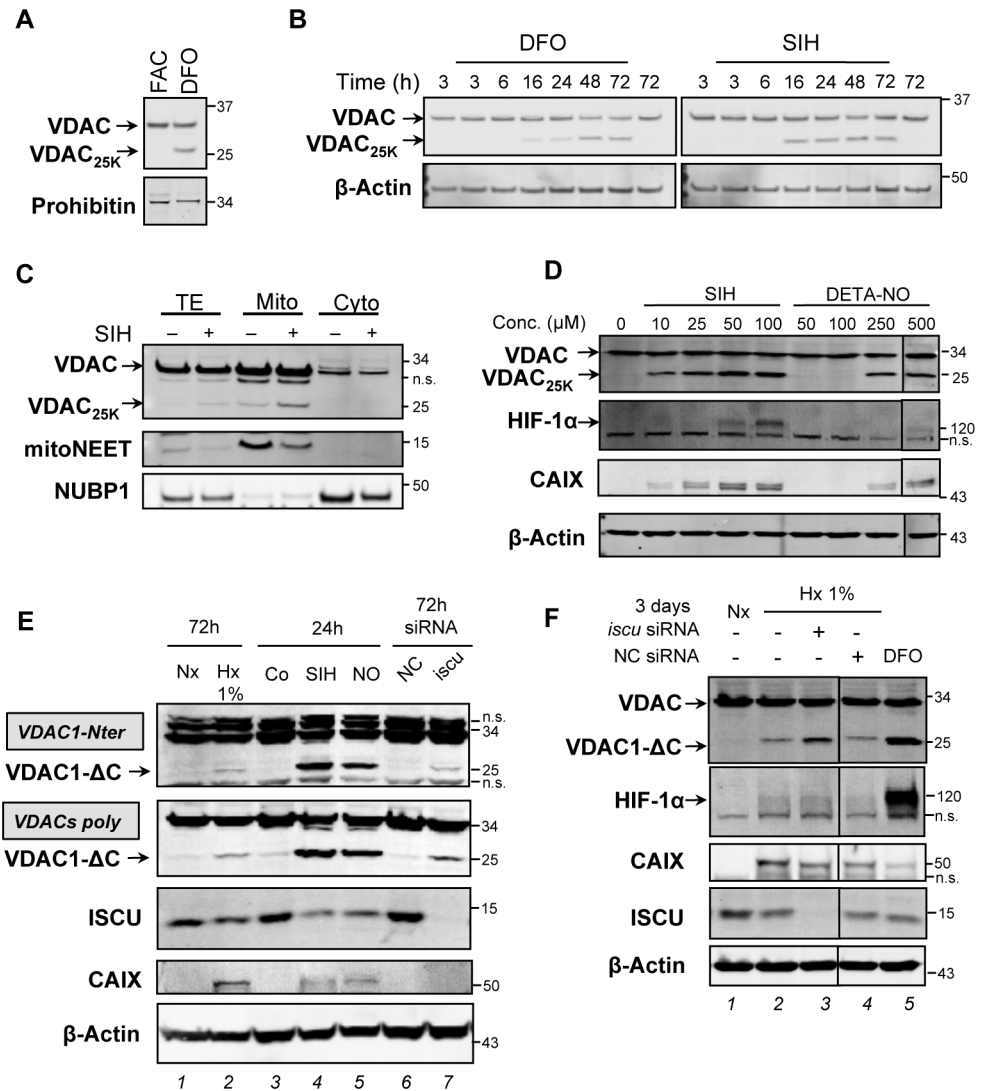 A
FAC
DFO
VDAC
VDAC25K
37
25
Prohibitin
34
B
DFO
SIH
Time (h)
3 3 6 16 24 48 72 72
3 3 6 16 24 48 72 72
VDAC
VDAC25K
37
β-Actin
50
C
TE Mito Cyto
SIH
– + – + – +
VDAC
34
n.s.
VDAC25K
25
mitoNEET
15
NUBP1
50
D
SIH
DETA-NO
Conc. (µM)
0 10 25 50 100 50 100 250 500
VDAC
34
VDAC25K
25
HIF-1α
120
n.s.
CAIX
43
β-Actin
43
E
72h
24h
72h
siRNA
Nx
Hx
1%
Co SIH NO
NC
iscu
VDAC1-Nter
n.s.
34
VDAC1-ΔC
25
n.s.
VDACs poly
34
VDAC1-ΔC
25
ISCU
15
CAIX
50
β-Actin
43
1 2 3 4 5 6 7
F
3 days
Nx
Hx 1%
iscu siRNA
- - + -
NC siRNA
- - - + DFO
VDAC
34
VDAC1-ΔC
25
HIF-1α
120
n.s.
CAIX
50
n.s.
ISCU
15
β-Actin
43
1 2 3 4 5